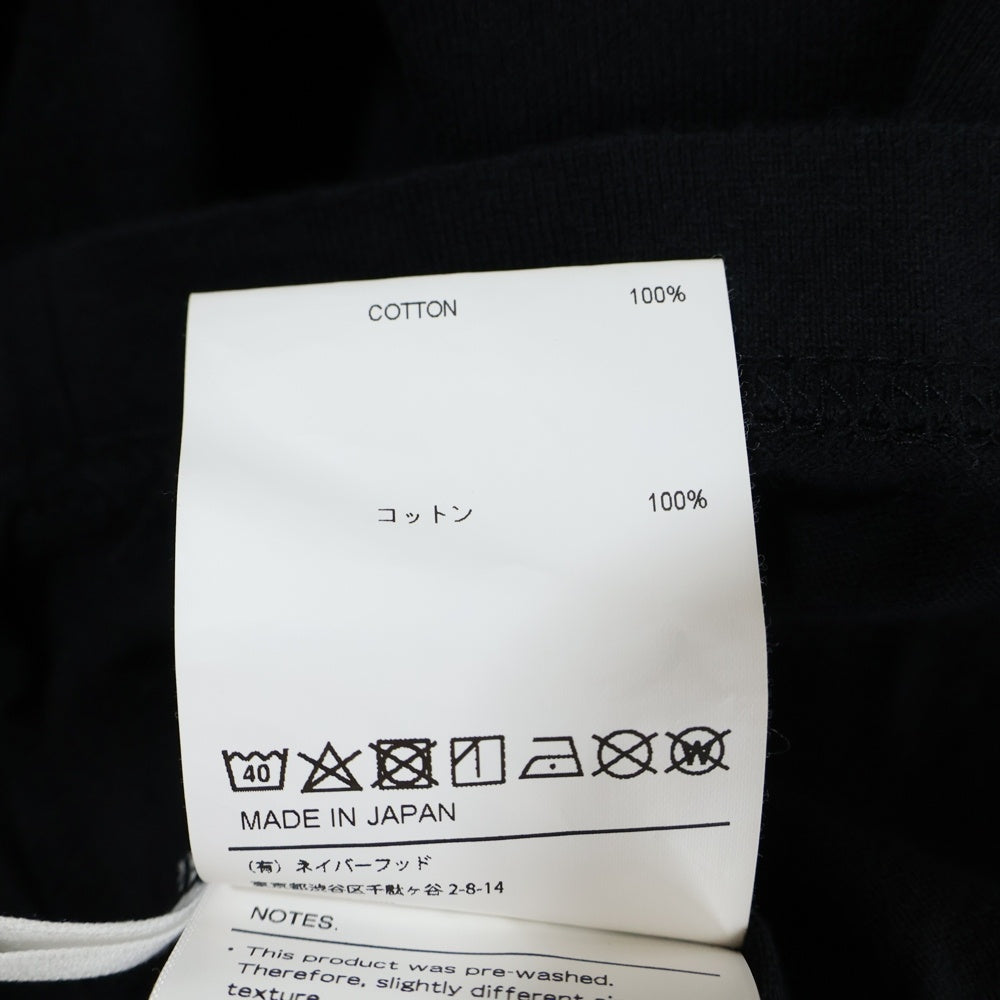 COTTON 100%
コットン 100%
40
W
MADE IN JAPAN
(有) ネイバーフッド
東京都渋谷区千駄ヶ谷 2-8-14
NOTES.
・This product was pre-washed.
Therefore, slightly different
texture